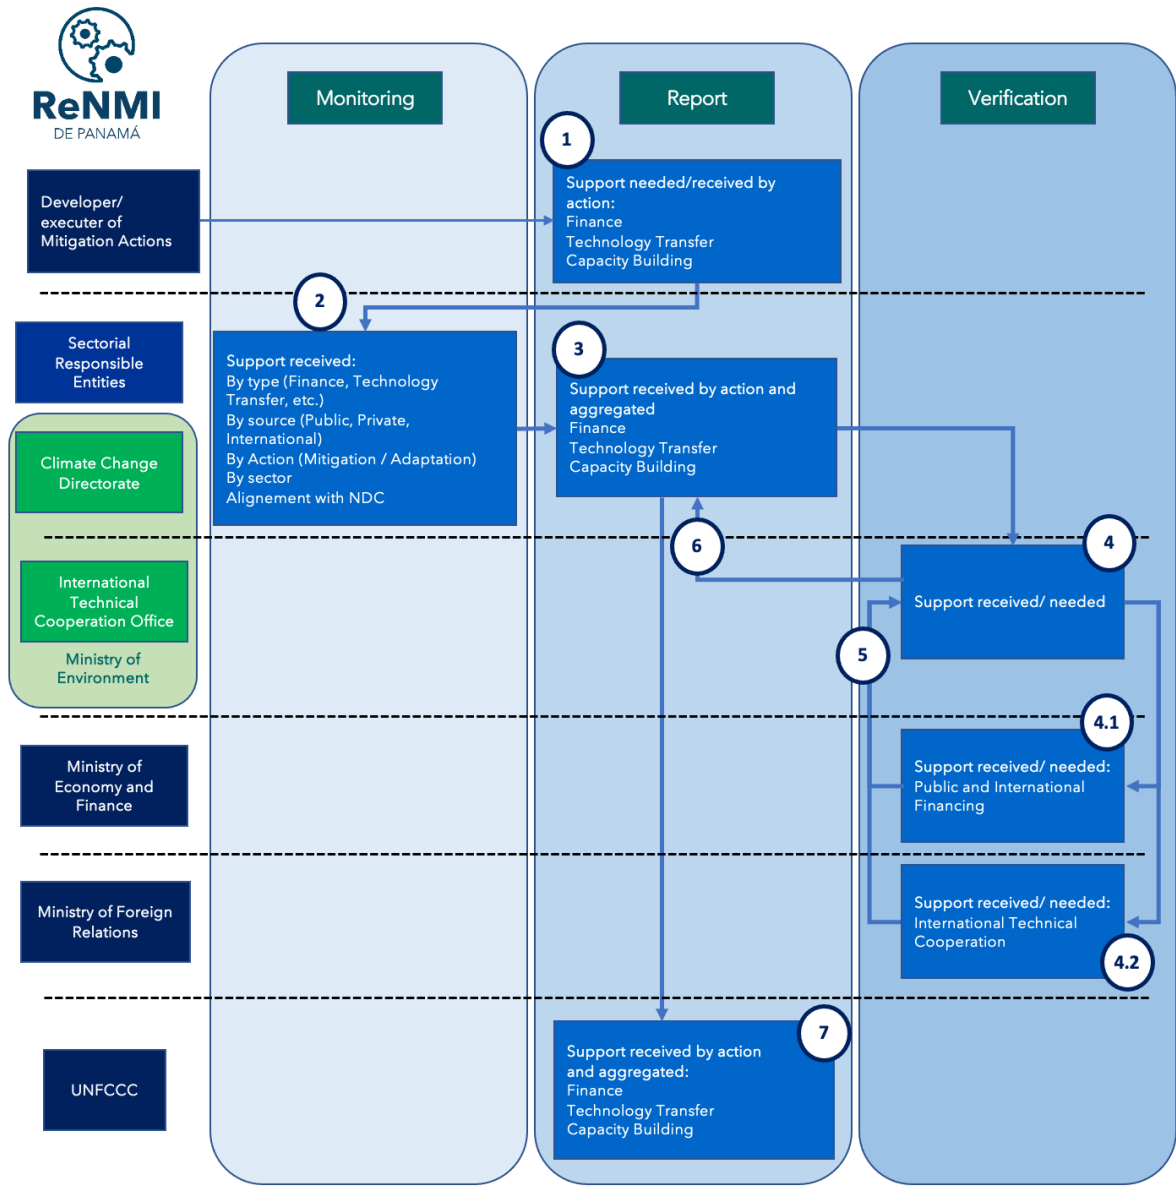 ReNMI
DE PANAMÁ
Monitoring
Report
Verification
1
Developer/
executer of
Mitigation Actions
Support needed/received by
action:
Finance
Technology Transfer
Capacity Building
2
Sectorial
Responsible
Entities
Support received:
By type (Finance, Technology
Transfer, etc.)
By source (Public, Private,
International)
By Action (Mitigation / Adaptation)
By sector
Alignement with NDC
3
Support received by action and
aggregated
Finance
Technology Transfer
Capacity Building
Climate Change
Directorate
6
4
International
Technical
Cooperation Office
Support received/ needed
Ministry of
Environment
5
4.1
Ministry of
Economy and
Finance
Support received/ needed:
Public and International
Financing
Ministry of Foreign
Relations
Support received/ needed:
International Technical
Cooperation
4.2
7
UNFCCC
Support received by action
and aggregated:
Finance
Technology Transfer
Capacity Building